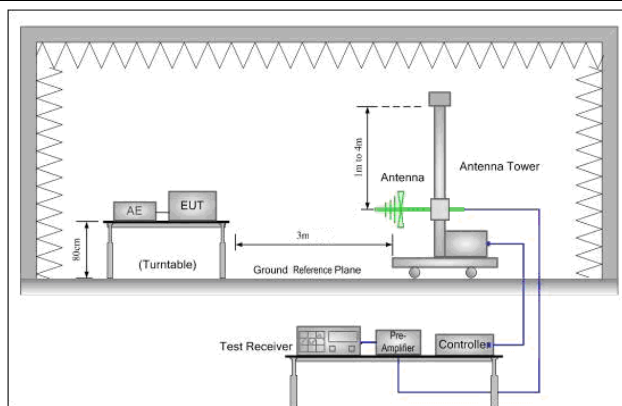 1m to 4m
Antenna
Antenna Tower
AE
EUT
80cm
(Turntable)
3m
Ground Reference Plane
Test Receiver
Pre-
Amplifier
Controller